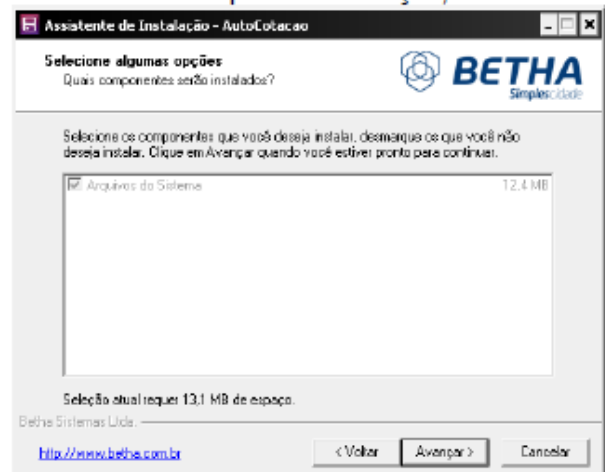 Assistente de Instalação - AutoCotacao
Selecione algumas opções
Quais componentes serão instalados?
BETHA
Simplescidade
Selecione os componentes que você deseja instalar, desmarque os que você não
deseja instalar. Clique em Avançar quando você estiver pronto para continuar.
Arquivos do Sistema 12,4 MB
Seleção atual requer 13,1 MB de espaço.
Betha Sistemas Ltda.
http://www.betha.com.br < Voltar Avançar > Cancelar